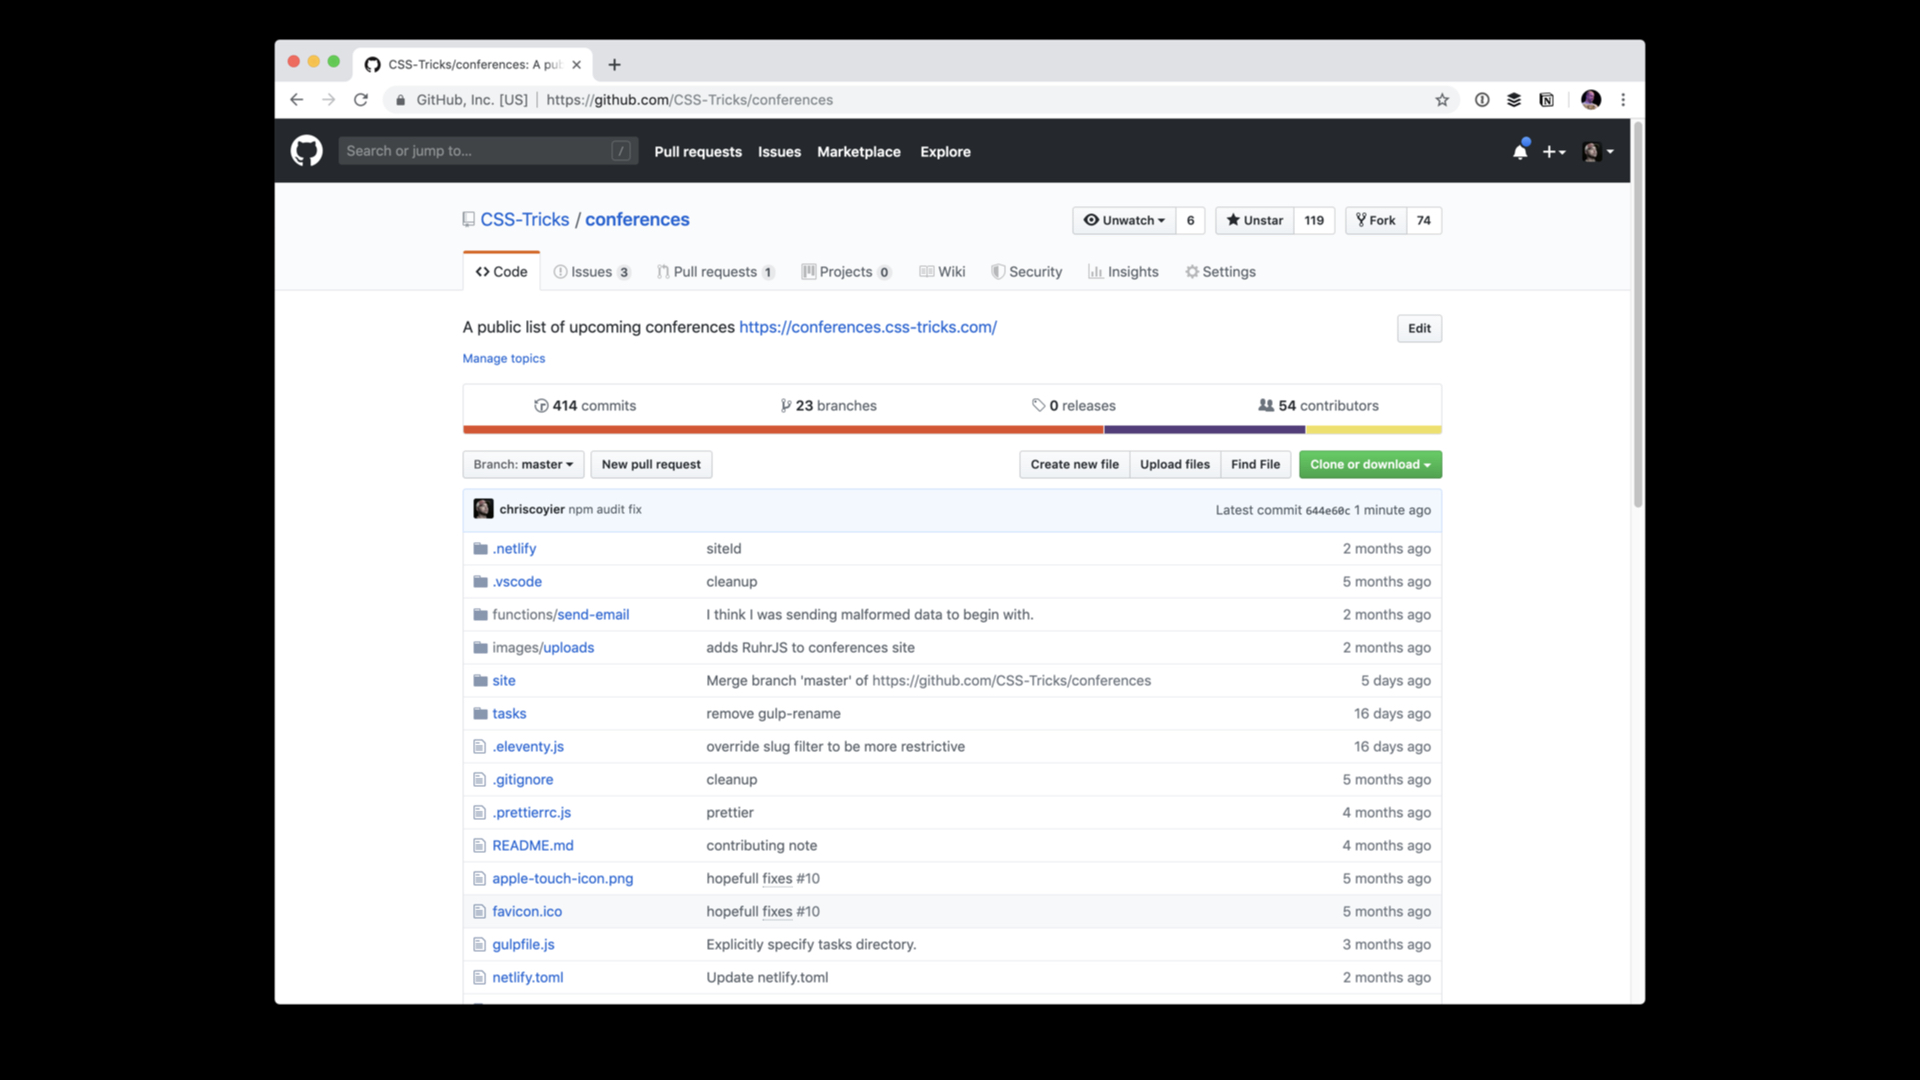 CSS-Tricks/conferences: A pub
GitHub, Inc. [US] | https://github.com/CSS-Tricks/conferences
Search or jump to... / Pull requests Issues Marketplace Explore
CSS-Tricks / conferences Unwatch 6 Unstar 119 Fork 74
Code Issues 3 Pull requests 1 Projects 0 Wiki Security Insights Settings
A public list of upcoming conferences https://conferences.css-tricks.com/ Edit
Manage topics
414 commits 23 branches 0 releases 54 contributors
Branch: master New pull request Create new file Upload files Find File Clone or download
chriscoyier npm audit fix Latest commit 644e60c 1 minute ago
.netlify siteId 2 months ago
.vscode cleanup 5 months ago
functions/send-email I think I was sending malformed data to begin with. 2 months ago
images/uploads adds RuhrJS to conferences site 2 months ago
site Merge branch 'master' of https://github.com/CSS-Tricks/conferences 5 days ago
tasks remove gulp-rename 16 days ago
.eleventy.js override slug filter to be more restrictive 16 days ago
.gitignore cleanup 5 months ago
.prettierrc.js prettier 4 months ago
README.md contributing note 4 months ago
apple-touch-icon.png hopefull fixes #10 5 months ago
favicon.ico hopefull fixes #10 5 months ago
gulpfile.js Explicitly specify tasks directory. 3 months ago
netlify.toml Update netlify.toml 2 months ago